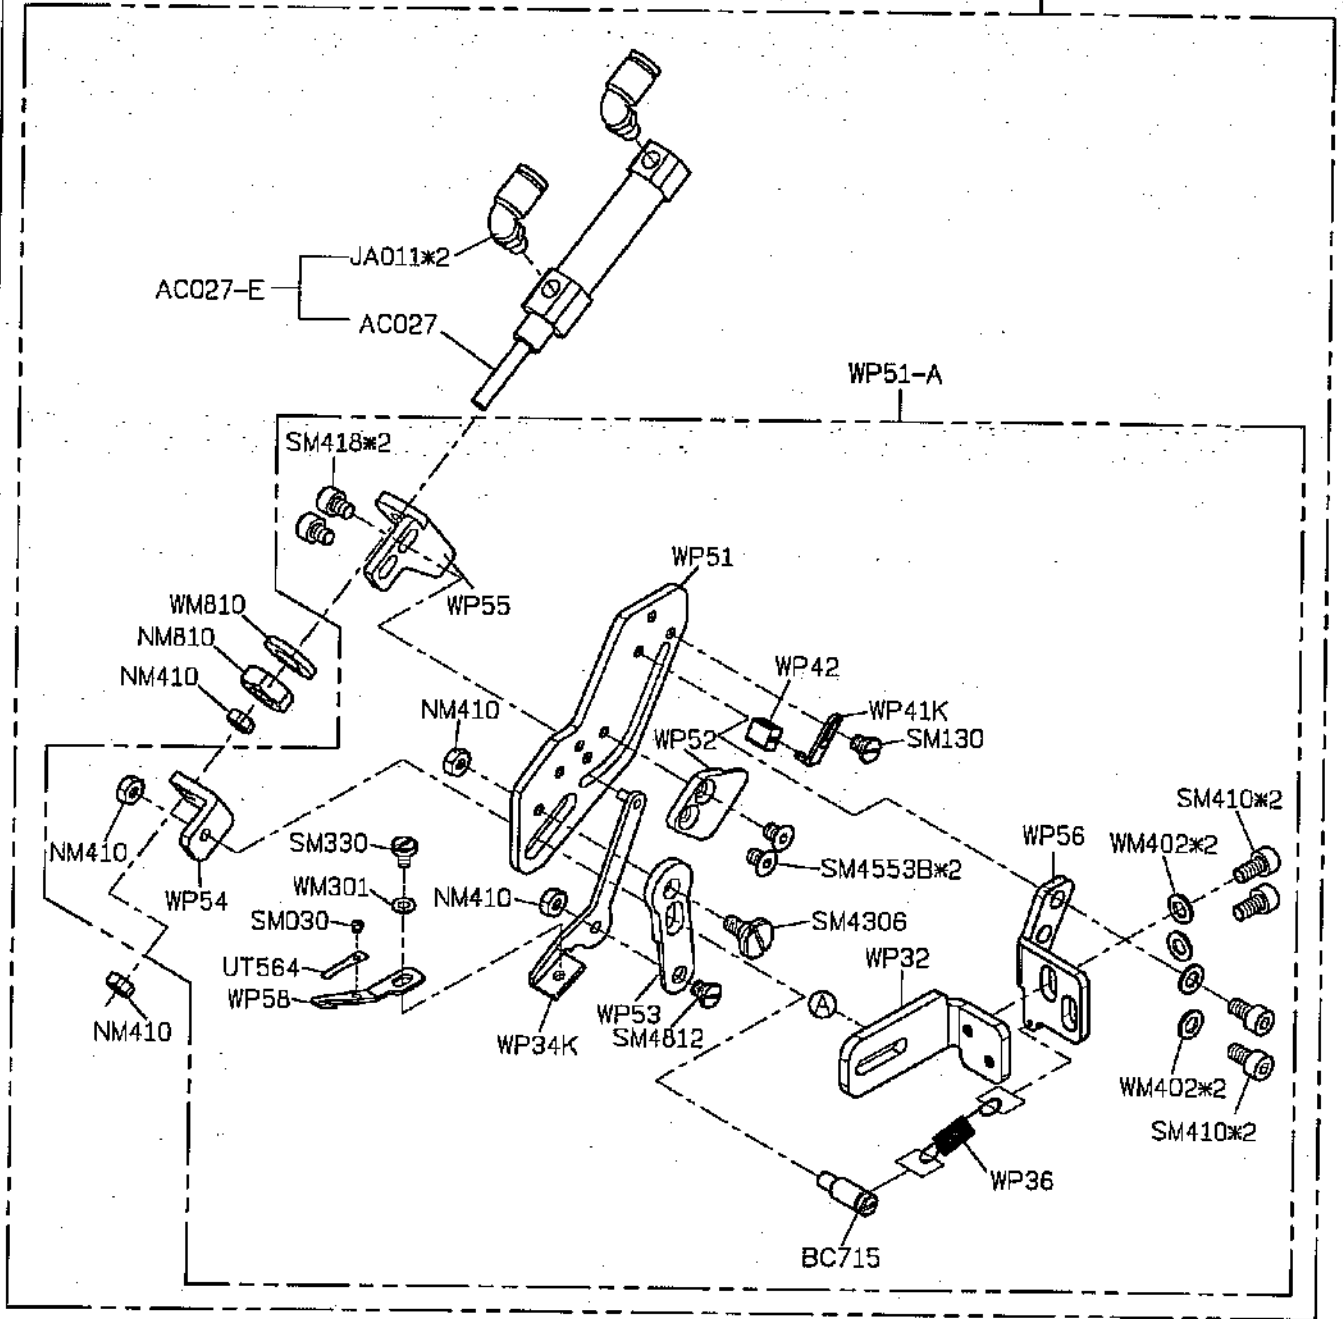 JA011*2
AC027-E
AC027
WP51-A
SM418*2
WP51
WP55
WM810
NM810
NM410
WP42
NM410
WP41K
WP52
SM130
SM410*2
WP56
WM402*2
NM410
SM330
SM4553B*2
WP54
WM301
NM410
SM030
SM4306
WP32
UT564
WP58
A
WP53
NM410
WP34K
SM4812
WM402*2
SM410*2
WP36
BC715